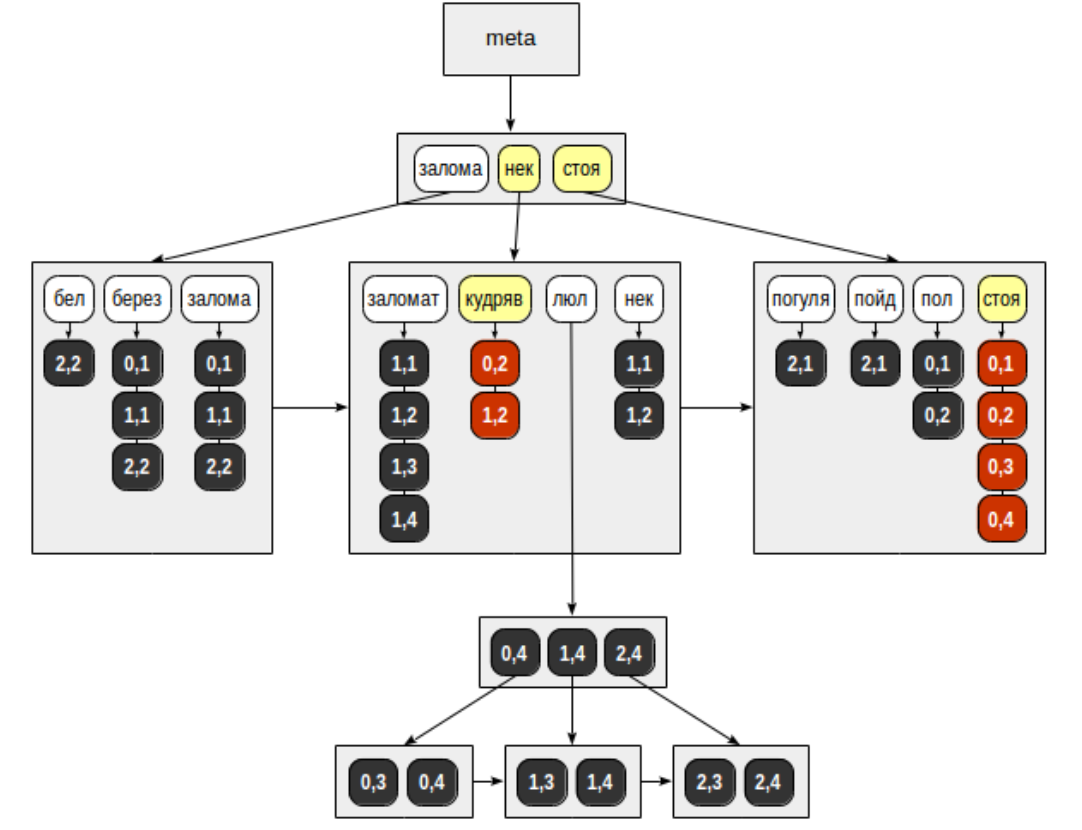 meta
залома нек стоя
бел берез залома заломат кудряв люл нек погуля пойд пол стоя
2,2 0,1 0,1 1,1 0,2 1,1 2,1 2,1 0,1 0,1
1,1 1,1 1,2 1,2 1,2 0,2 0,2
2,2 2,2 1,3 0,3
1,4 0,4
0,4 1,4 2,4
0,3 0,4 1,3 1,4 2,3 2,4